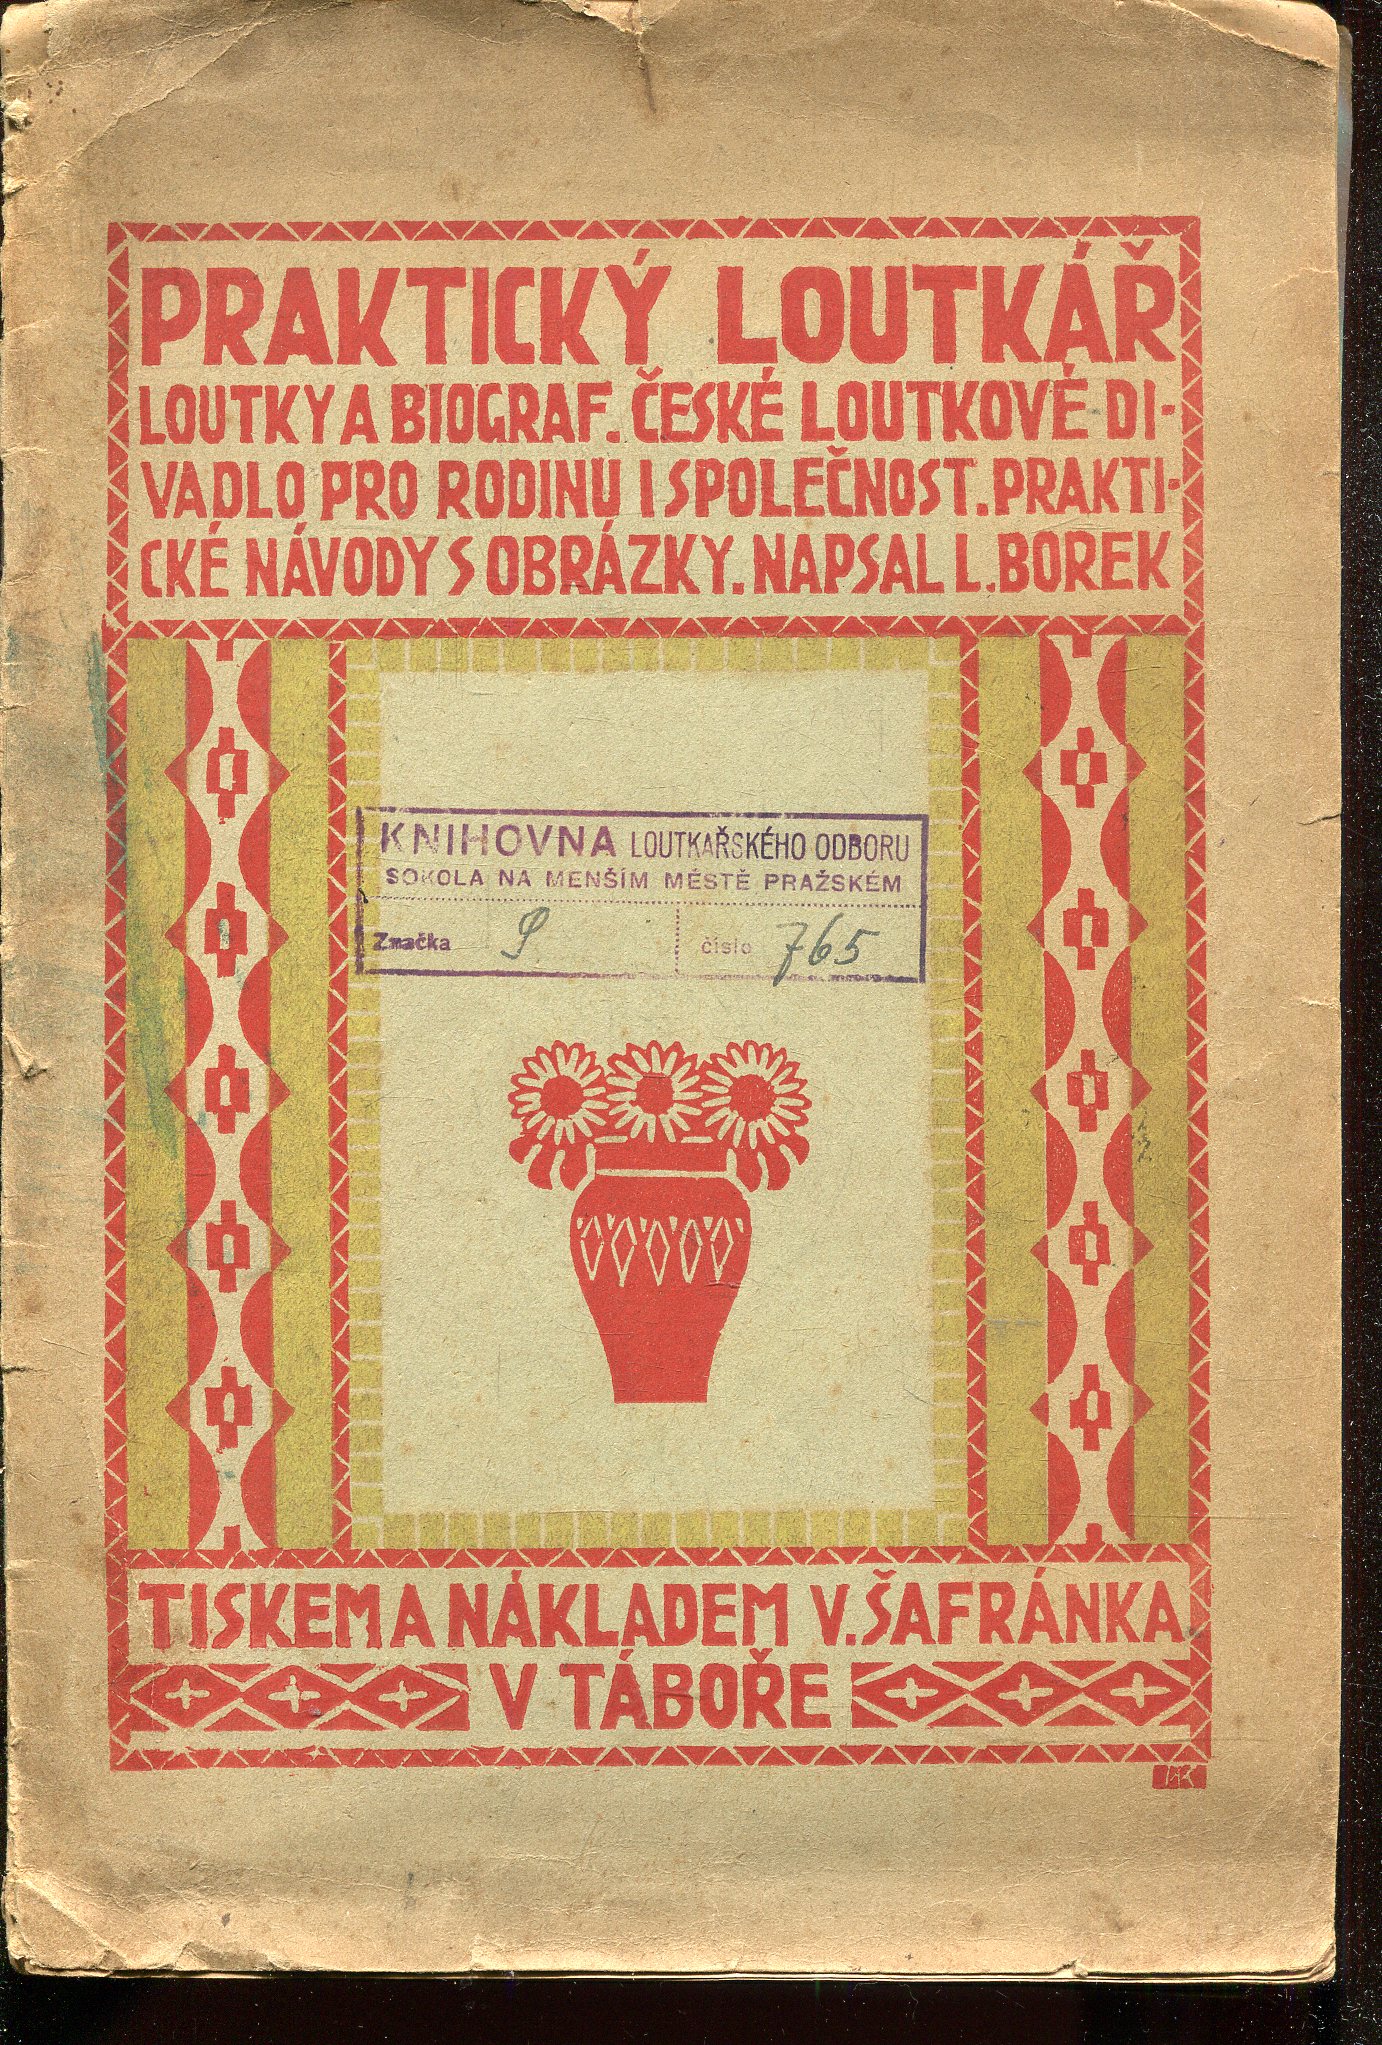 PRAKTICKÝ LOUTKÁŘ
LOUTKY A BIOGRAF. ČESKÉ LOUTKOVÉ DI-
VADLO PRO RODINU I SPOLEČNOST. PRAKTI-
CKÉ NÁVODY S OBRÁZKY. NAPSAL L. BOREK
KNIHOVNA LOUTKAŘSKÉHO ODBORU
SOKOLA NA MENŠÍM MĚSTĚ PRAŽSKÉM
Značka P. číslo 765
TISKEM A NÁKLADEM V. ŠAFRÁNKA
V TÁBOŘE